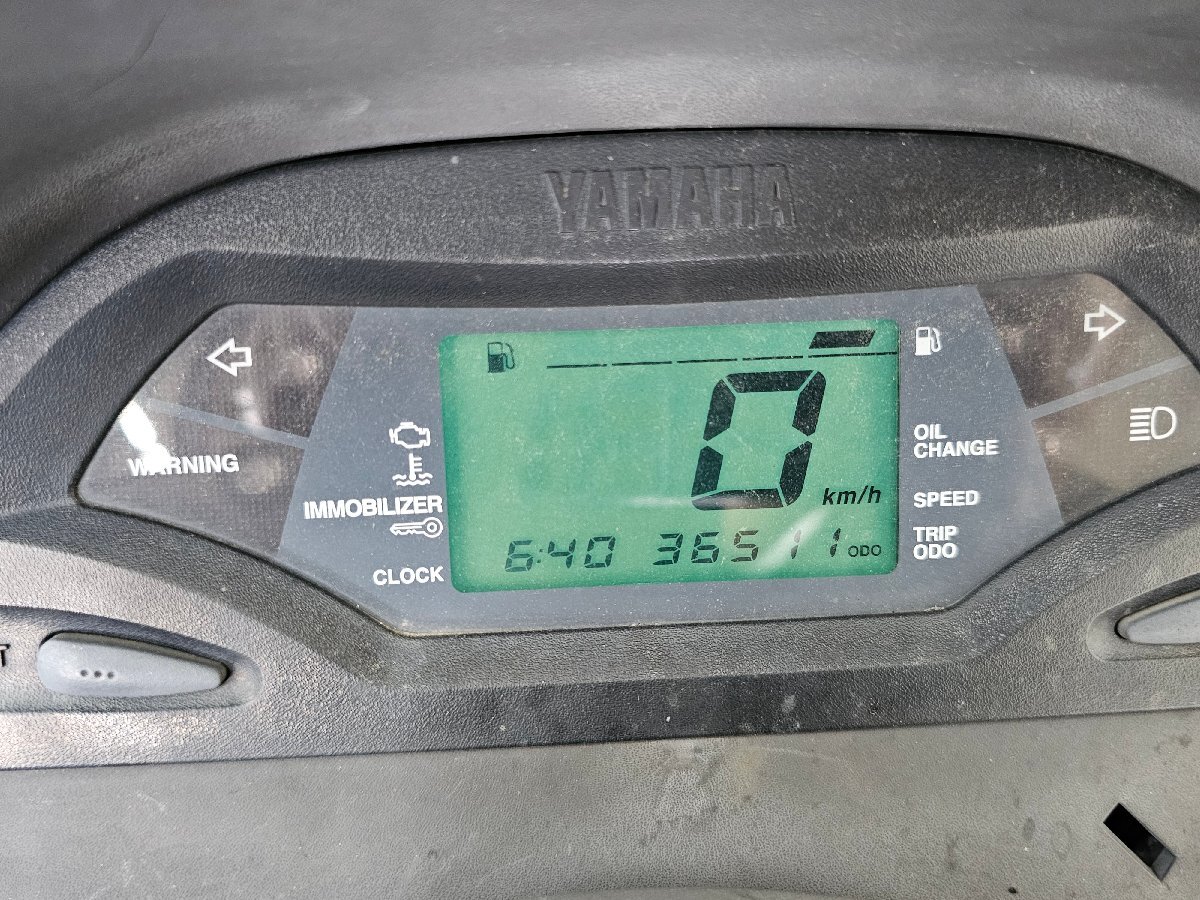 YAMAHA
WARNING
IMMOBILIZER
CLOCK
0 km/h
6:40 36511 ODO
OIL
CHANGE
SPEED
TRIP
ODO
T